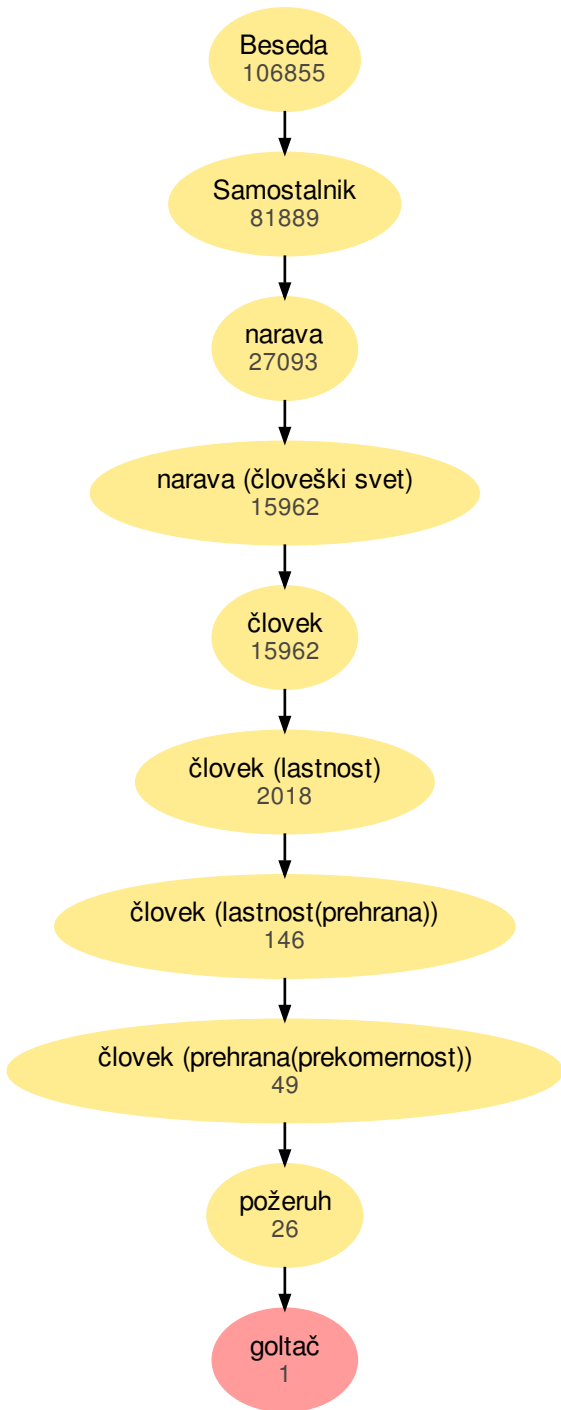 Beseda
106855
Samostalnik
81889
narava
27093
narava (človeški svet)
15962
človek
15962
človek (lastnost)
2018
človek (lastnost(prehrana))
146
človek (prehrana(prekomernost))
49
požeruh
26
goltač
1